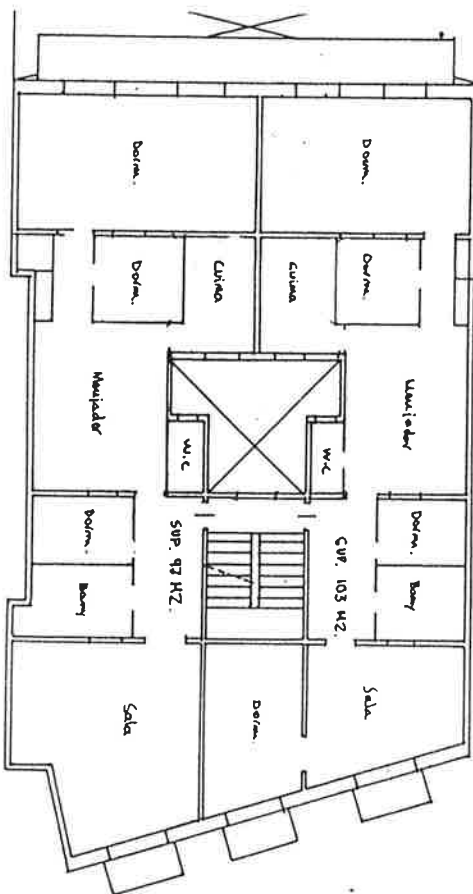 Dorm.
Dorm.
Cuina
Menjador
W.C
Dorm.
Bany
SUP. 97 M2.
Sala
Dorm.
Dorm.
Cuina
Menjador
WC
Dorm.
Bany
SUP. 103 M2.
Sala
Dorm.